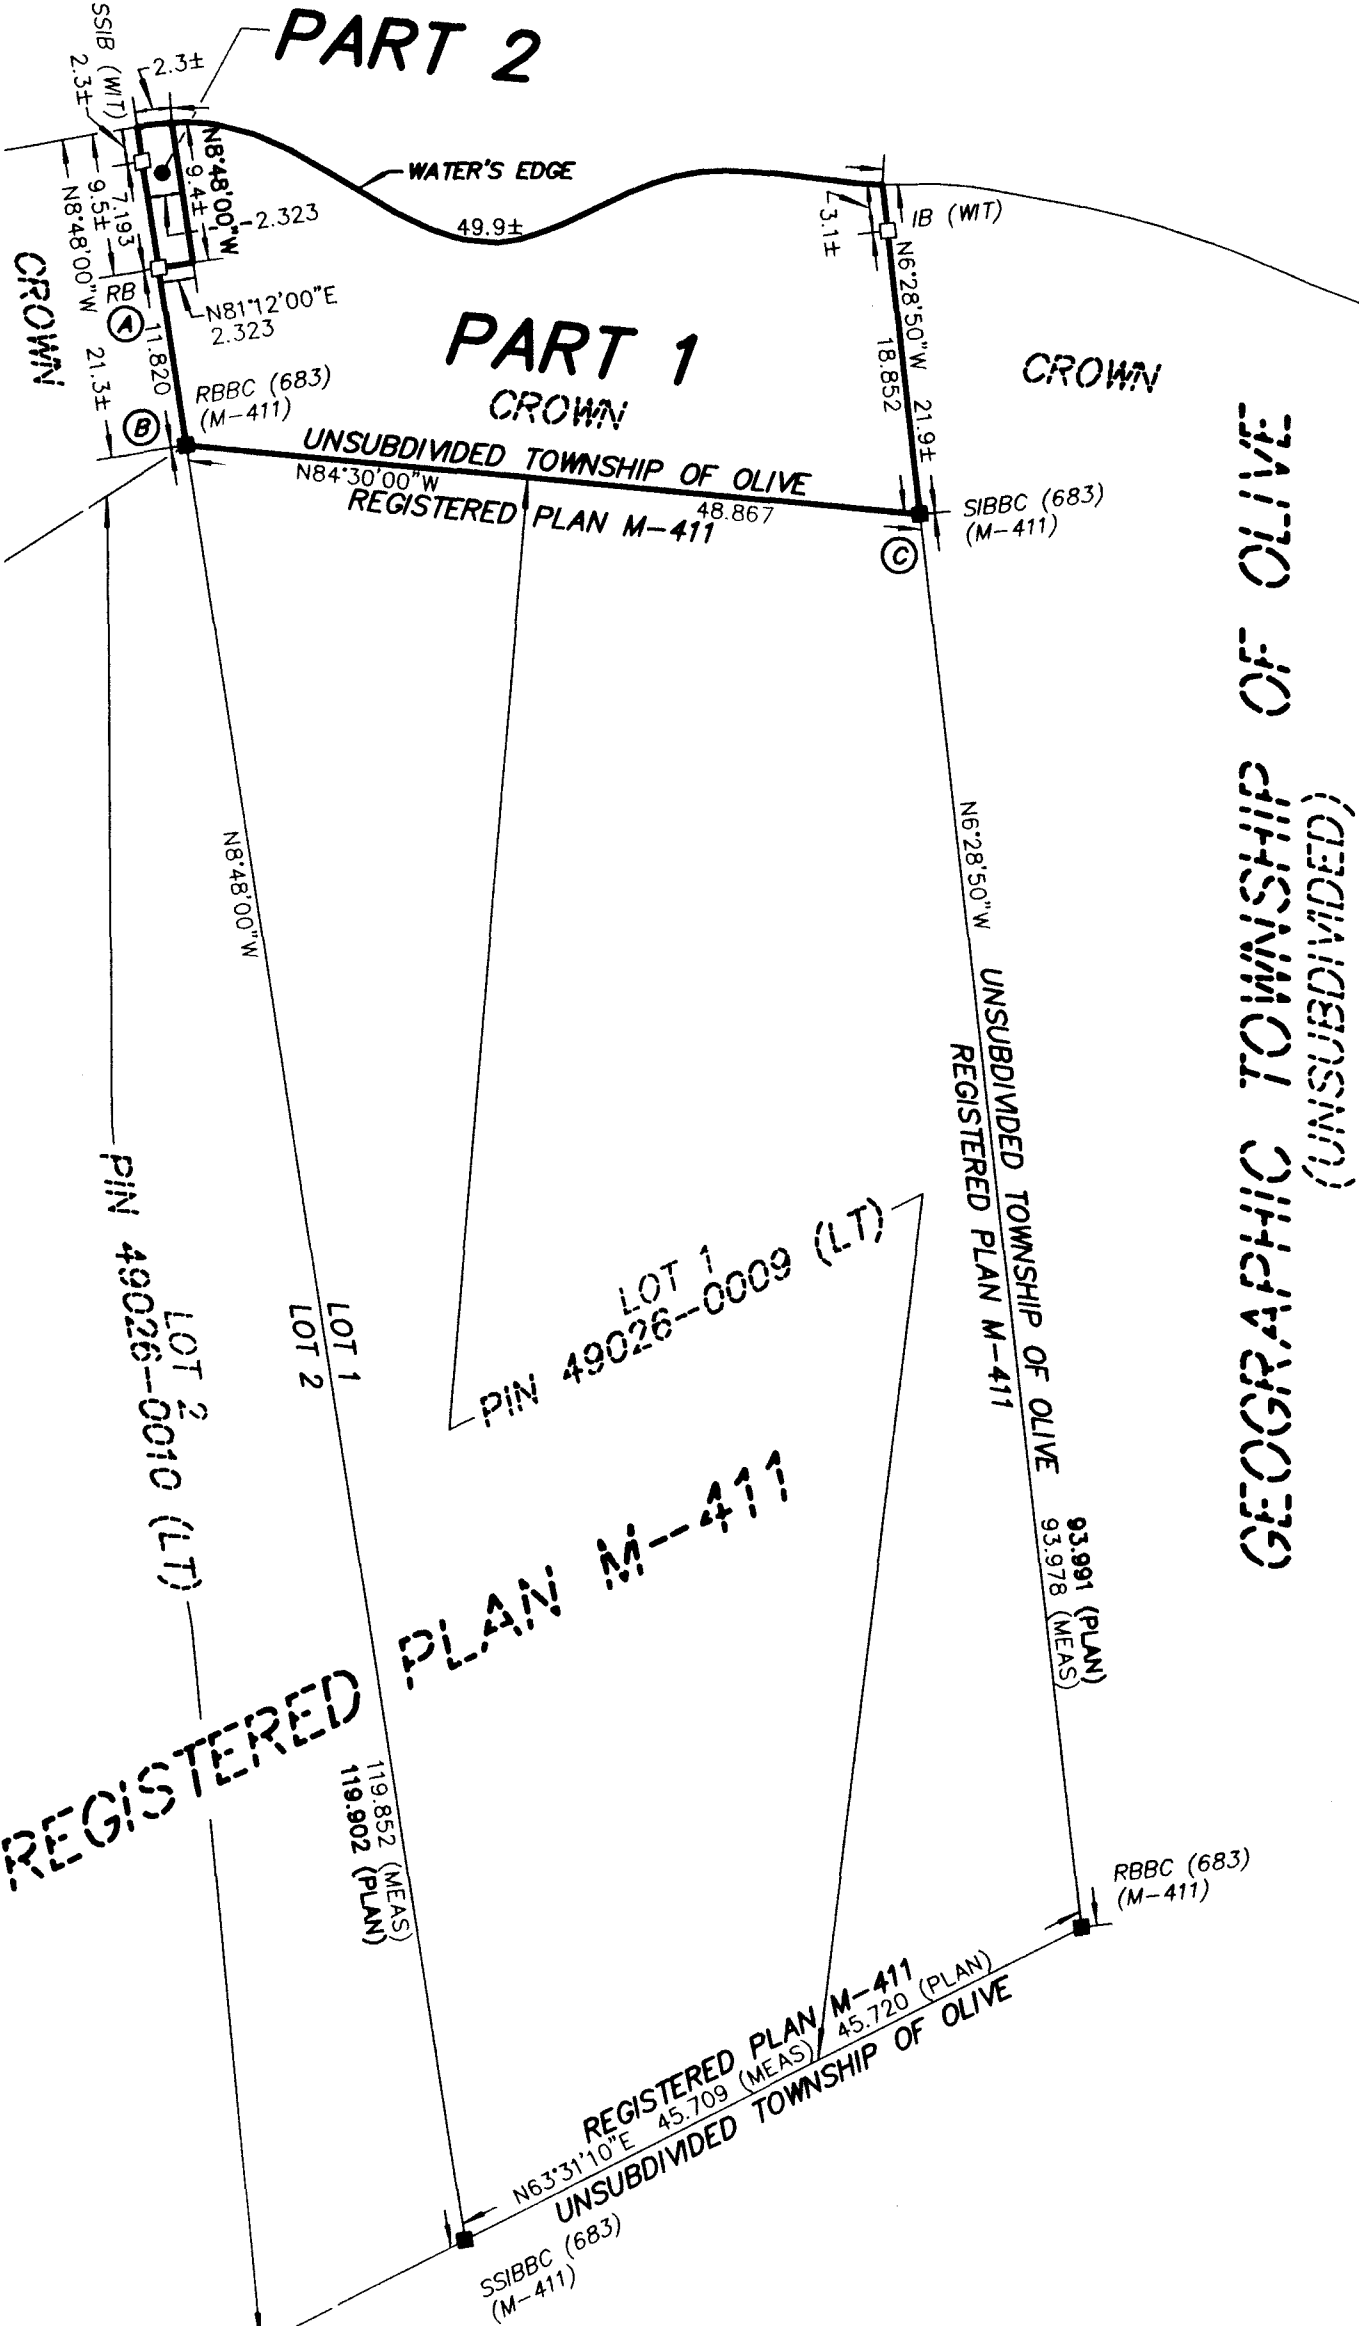 PART 2
SSIB (WIT)
2.3±
2.3±
N8°48'00"W
9.4±
2.323
7.193
9.5±
N8°48'00"W
21.3±
CROWN
RB
A
N81°12'00"E
2.323
11.820
RBBC (683)
(M-411)
B
WATER'S EDGE
49.9±
3.1±
IB (WIT)
N6°28'50"W
21.9±
18.852
PART 1
CROWN
CROWN
UNSUBDIVIDED TOWNSHIP OF OLIVE
N84°30'00"W
48.867
REGISTERED PLAN M-411
SIBBC (683)
(M-411)
C
GEOGRAPHIC TOWNSHIP OF OLIVE
(UNSUBDIVIDED)
N8°48'00"W
N6°28'50"W
UNSUBDIVIDED TOWNSHIP OF OLIVE
REGISTERED PLAN M-411
93.991 (PLAN)
93.978 (MEAS)
LOT 1
PIN 49026-0009 (LT)
LOT 1
LOT 2
LOT 2
PIN 49026-0010 (LT)
REGISTERED PLAN M-411
119.852 (MEAS)
119.902 (PLAN)
RBBC (683)
(M-411)
REGISTERED PLAN M-411
45.709 (MEAS)
45.720 (PLAN)
N63°31'10"E
UNSUBDIVIDED TOWNSHIP OF OLIVE
SSIBBC (683)
(M-411)